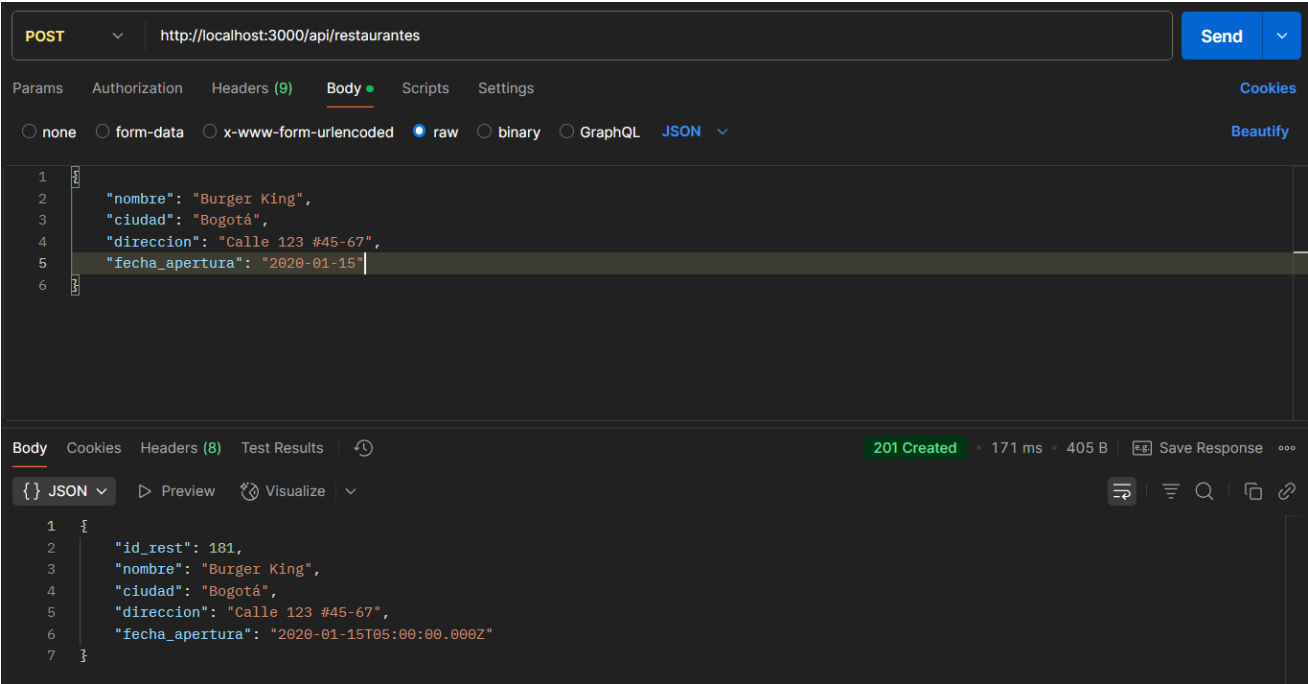 POST http://localhost:3000/api/restaurantes Send
Params Authorization Headers (9) Body Scripts Settings Cookies
none form-data x-www-form-urlencoded raw binary GraphQL JSON Beautify
1 {
2 "nombre": "Burger King",
3 "ciudad": "Bogotá",
4 "direccion": "Calle 123 #45-67",
5 "fecha_apertura": "2020-01-15"
6 }
Body Cookies Headers (8) Test Results 201 Created • 171 ms • 405 B e.g. Save Response
{} JSON Preview Visualize
1 {
2 "id_rest": 181,
3 "nombre": "Burger King",
4 "ciudad": "Bogotá",
5 "direccion": "Calle 123 #45-67",
6 "fecha_apertura": "2020-01-15T05:00:00.000Z"
7 }